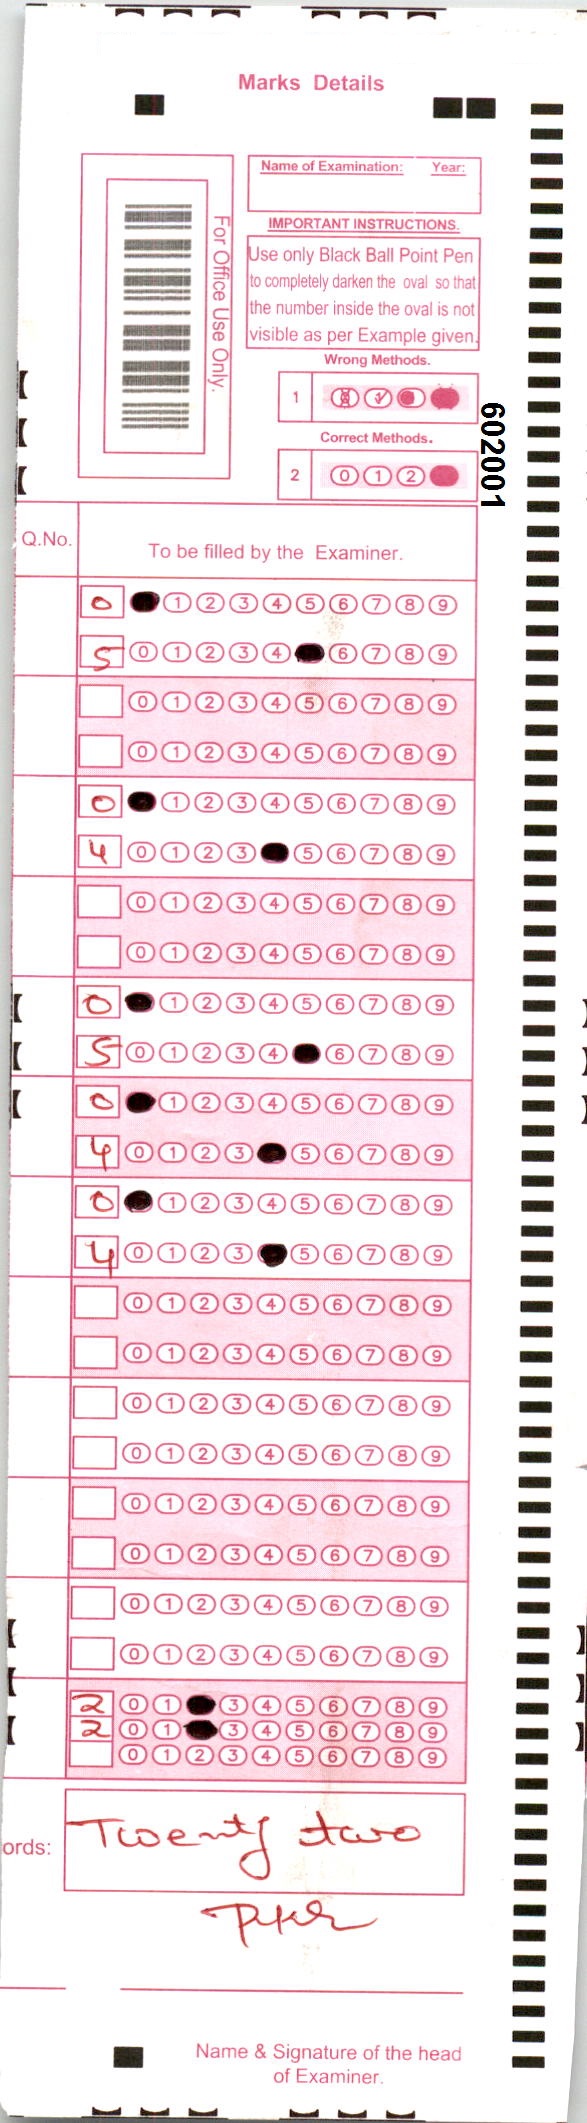 Marks Details
Name of Examination: Year:
IMPORTANT INSTRUCTIONS.
Use only Black Ball Point Pen
to completely darken the oval so that
the number inside the oval is not
visible as per Example given.
For Office Use Only.
Wrong Methods.
1
Correct Methods.
2 0 1 2
602001
Q.No. To be filled by the Examiner.
0 1 2 3 4 5 6 7 8 9
5 0 1 2 3 4 6 7 8 9
0 1 2 3 4 5 6 7 8 9
0 1 2 3 4 5 6 7 8 9
0 1 2 3 4 5 6 7 8 9
4 0 1 2 3 5 6 7 8 9
0 1 2 3 4 5 6 7 8 9
0 1 2 3 4 5 6 7 8 9
0 1 2 3 4 5 6 7 8 9
5 0 1 2 3 4 6 7 8 9
0 1 2 3 4 5 6 7 8 9
4 0 1 2 3 5 6 7 8 9
0 1 2 3 4 5 6 7 8 9
4 0 1 2 3 5 6 7 8 9
0 1 2 3 4 5 6 7 8 9
0 1 2 3 4 5 6 7 8 9
0 1 2 3 4 5 6 7 8 9
0 1 2 3 4 5 6 7 8 9
0 1 2 3 4 5 6 7 8 9
0 1 2 3 4 5 6 7 8 9
0 1 2 3 4 5 6 7 8 9
0 1 2 3 4 5 6 7 8 9
2 0 1 3 4 5 6 7 8 9
2 0 1 3 4 5 6 7 8 9
0 1 2 3 4 5 6 7 8 9
ords: Twenty two
Name & Signature of the head
of Examiner.